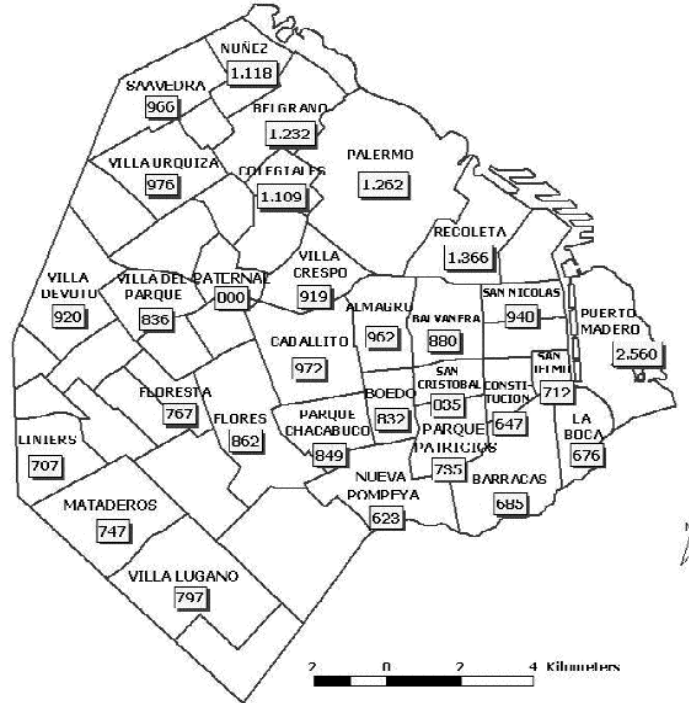 NUÑEZ
1.118
SAAVEDRA
966
BELGRANO
1.232
VILLA URQUIZA
976
COLEGIALES
1.109
PALERMO
1.262
RECOLETA
1.366
VILLA
DEVOTO
920
VILLA DEL
PARQUE
836
PATERNAL
000
VILLA
CRESPO
919
ALMAGRO
962
BALVANERA
880
SAN NICOLAS
940
PUERTO
MADERO
2.560
CABALLITO
972
SAN
TELMO
712
SAN
CRISTOBAL
035
CONSTI-
TUCION
647
BOEDO
832
FLORESTA
767
FLORES
862
PARQUE
CHACABUCO
849
PARQUE
PATRICIOS
735
LA
BOCA
676
LINIERS
707
NUEVA
POMPEYA
623
BARRACAS
685
MATADEROS
747
VILLA LUGANO
797
N
2 0 2 4 Kilometers